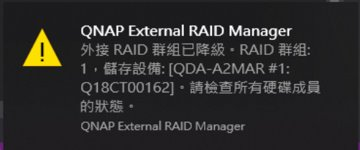 QNAP External RAID Manager
外接 RAID 群組已降級。RAID 群組:
1，儲存設備: [QDA-A2MAR #1:
Q18CT00162]。請檢查所有硬碟成員
的狀態。
QNAP External RAID Manager